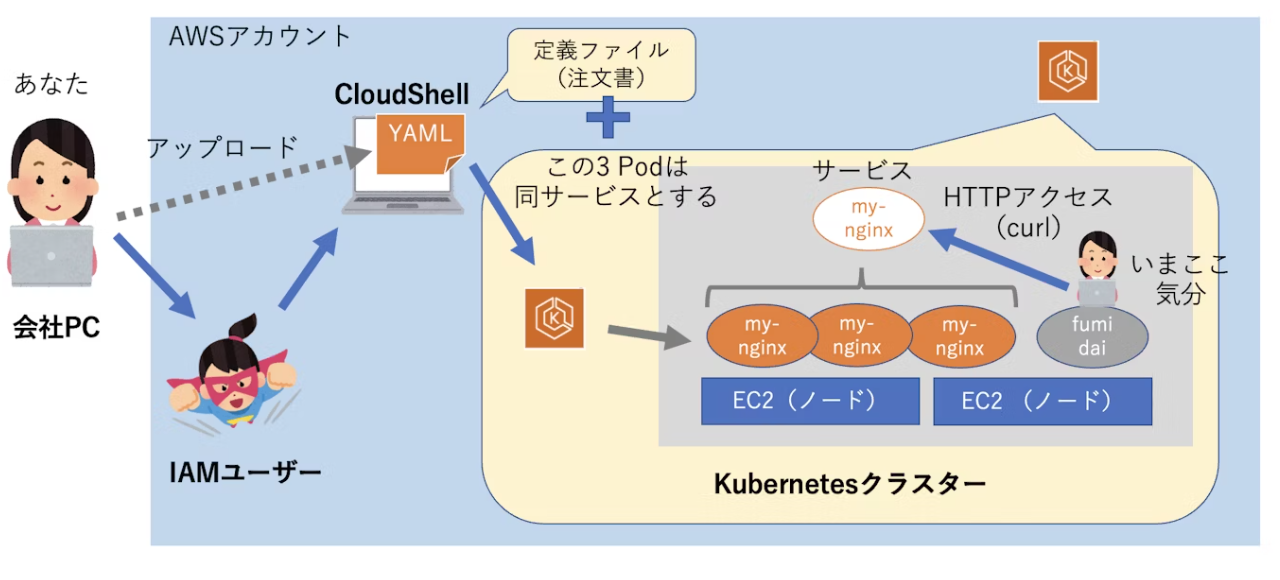 AWSアカウント
あなた
アップロード
会社PC
IAMユーザー
CloudShell
YAML
定義ファイル
（注文書）
この3 Podは
同サービスとする
K
K
サービス
my-
nginx
HTTPアクセス
（curl）
いまここ
気分
my-
nginx
my-
nginx
my-
nginx
fumi
dai
EC2（ノード）
EC2 （ノード）
Kubernetesクラスター